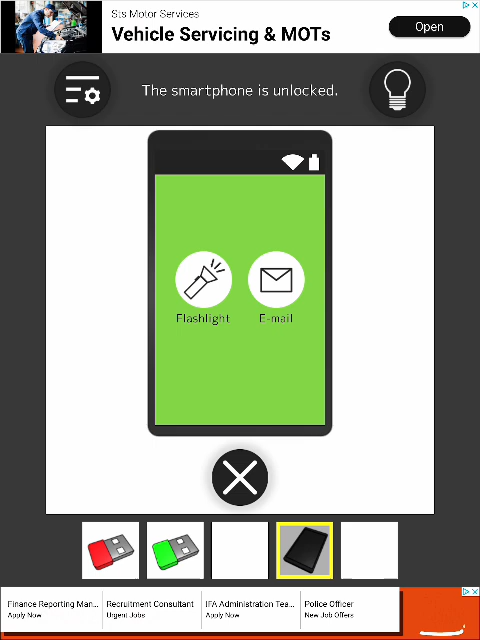 Sts Motor Services
Vehicle Servicing & MOTs
Open
The smartphone is unlocked.
Flashlight
E-mail
Finance Reporting Man...
Apply Now
Recruitment Consultant
Urgent Jobs
IFA Administration Tea...
Apply Now
Police Officer
New Job Offers